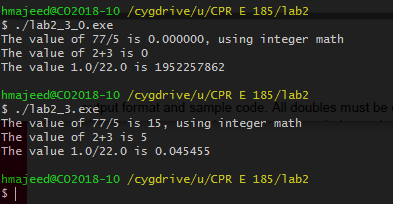 hmajeed@CO2018-10 /cygdrive/u/CPR E 185/lab2
$ ./lab2_3_0.exe
The value of 77/5 is 0.000000, using integer math
The value of 2+3 is 0
The value 1.0/22.0 is 1952257862
hmajeed@CO2018-10 /cygdrive/u/CPR E 185/lab2
$ ./lab2_3.exe
put format and sample code. All doubles must be
The value of 77/5 is 15, using integer math
The value of 2+3 is 5
The value 1.0/22.0 is 0.045455
hmajeed@CO2018-10 /cygdrive/u/CPR E 185/lab2
$